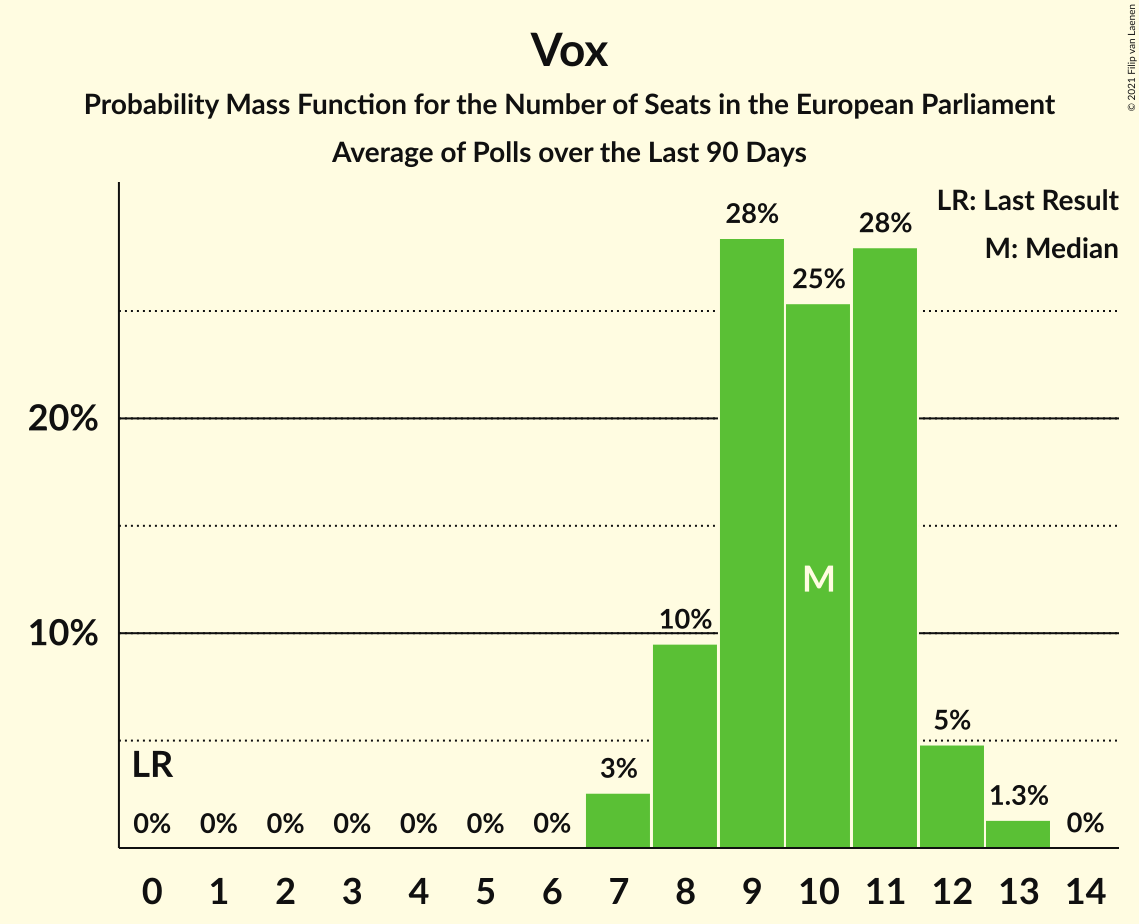 Vox
Probability Mass Function for the Number of Seats in the European Parliament
Average of Polls over the Last 90 Days
© 2021 Filip van Laenen
LR: Last Result
M: Median
28%
28%
25%
20%
M
10%
10%
5%
LR
3%
1.3%
0% 0% 0% 0% 0% 0% 0% 0%
0 1 2 3 4 5 6 7 8 9 10 11 12 13 14